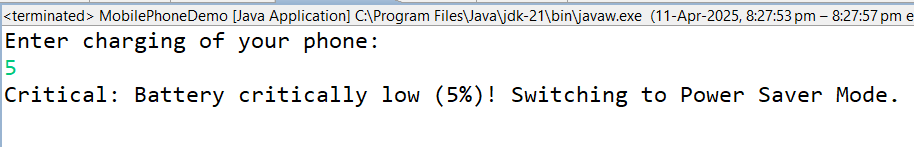 <terminated> MobilePhoneDemo [Java Application] C:\Program Files\Java\jdk-21\bin\javaw.exe (11-Apr-2025, 8:27:53 pm – 8:27:57 pm e
Enter charging of your phone:
5
Critical: Battery critically low (5%)! Switching to Power Saver Mode.